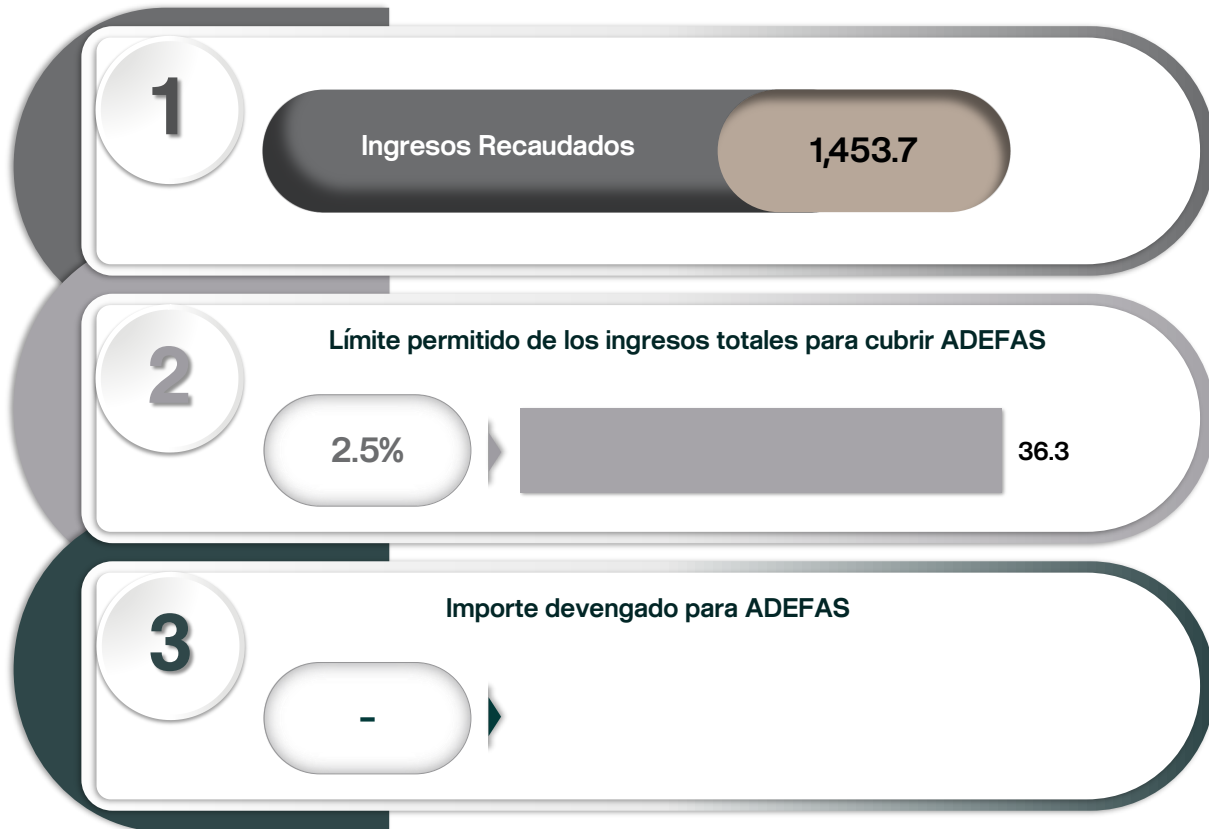 1
Ingresos Recaudados
1,453.7
2
Límite permitido de los ingresos totales para cubrir ADEFAS
2.5%
36.3
3
Importe devengado para ADEFAS
-